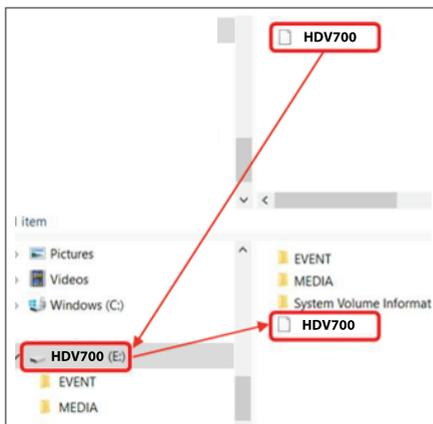 HDV700
l item
Pictures
Videos
Windows (C:)
HDV700 (E:)
EVENT
MEDIA
EVENT
MEDIA
System Volume Informat
HDV700